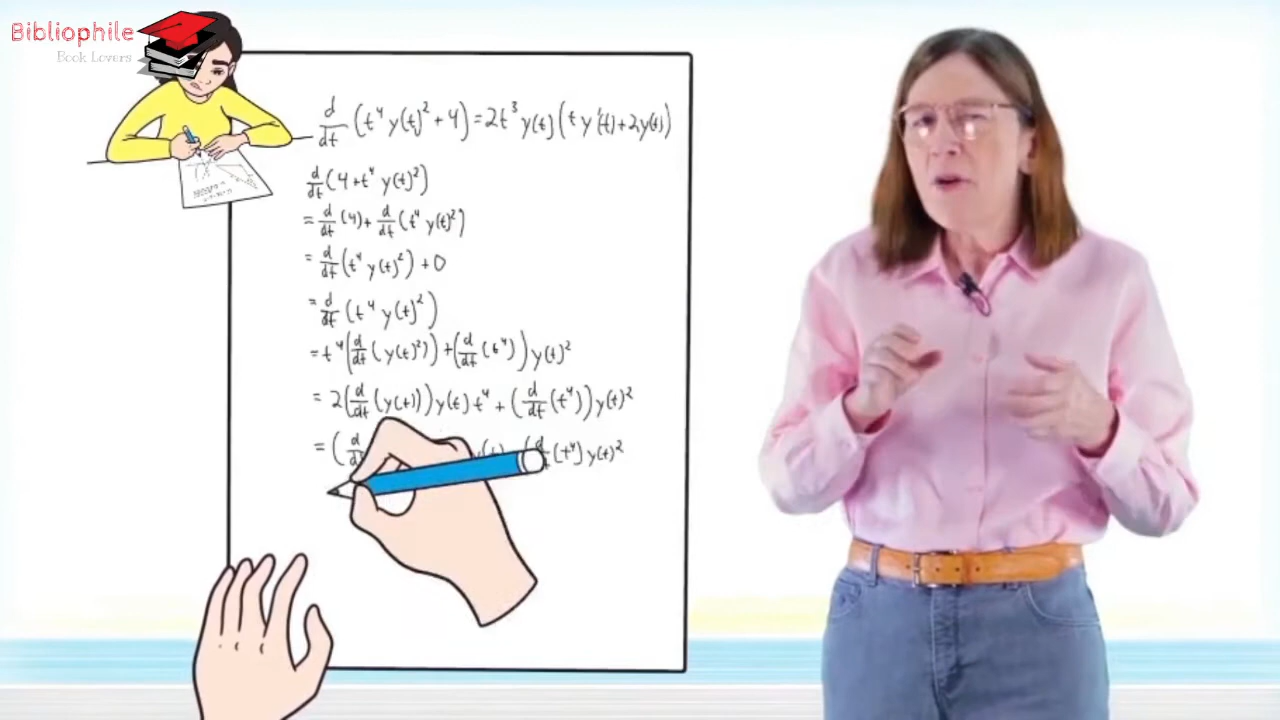 Bibliophile
Book Lovers
d/dt (t⁴ y(t)² + 4) = 2t³ y(t) (t y'(t) + 2y(t))
d/dt (4 + t⁴ y(t)²)
= d/dt (4) + d/dt (t⁴ y(t)²)
= d/dt (t⁴ y(t)²) + 0
= d/dt (t⁴ y(t)²)
= t⁴ (d/dt (y(t)²)) + (d/dt (t⁴)) y(t)²
= 2 (d/dt (y(t))) y(t) t⁴ + (d/dt (t⁴)) y(t)²
= (d/d y(t) (d/dt (t⁴) y(t)²